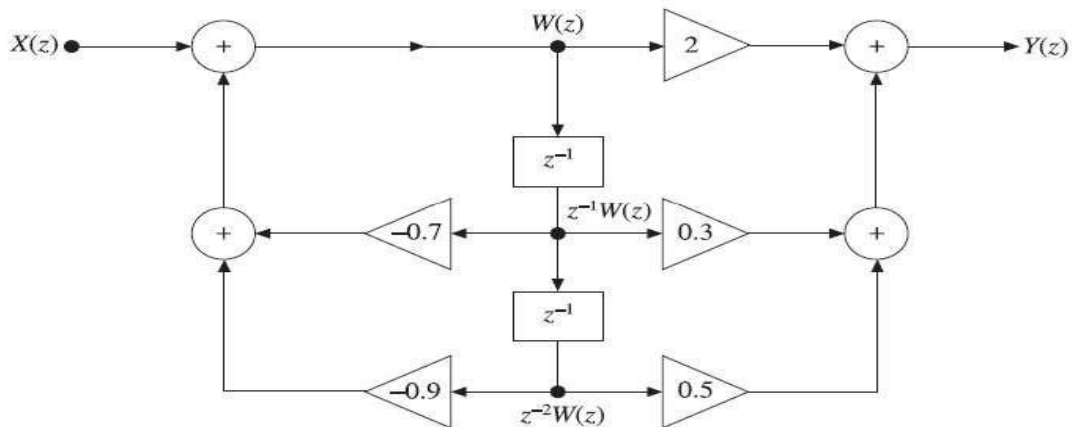 W(z)
X(z) + 2 + Y(z)
z⁻¹
z⁻¹W(z)
+ −0.7 0.3 +
z⁻¹
−0.9 0.5
z⁻²W(z)